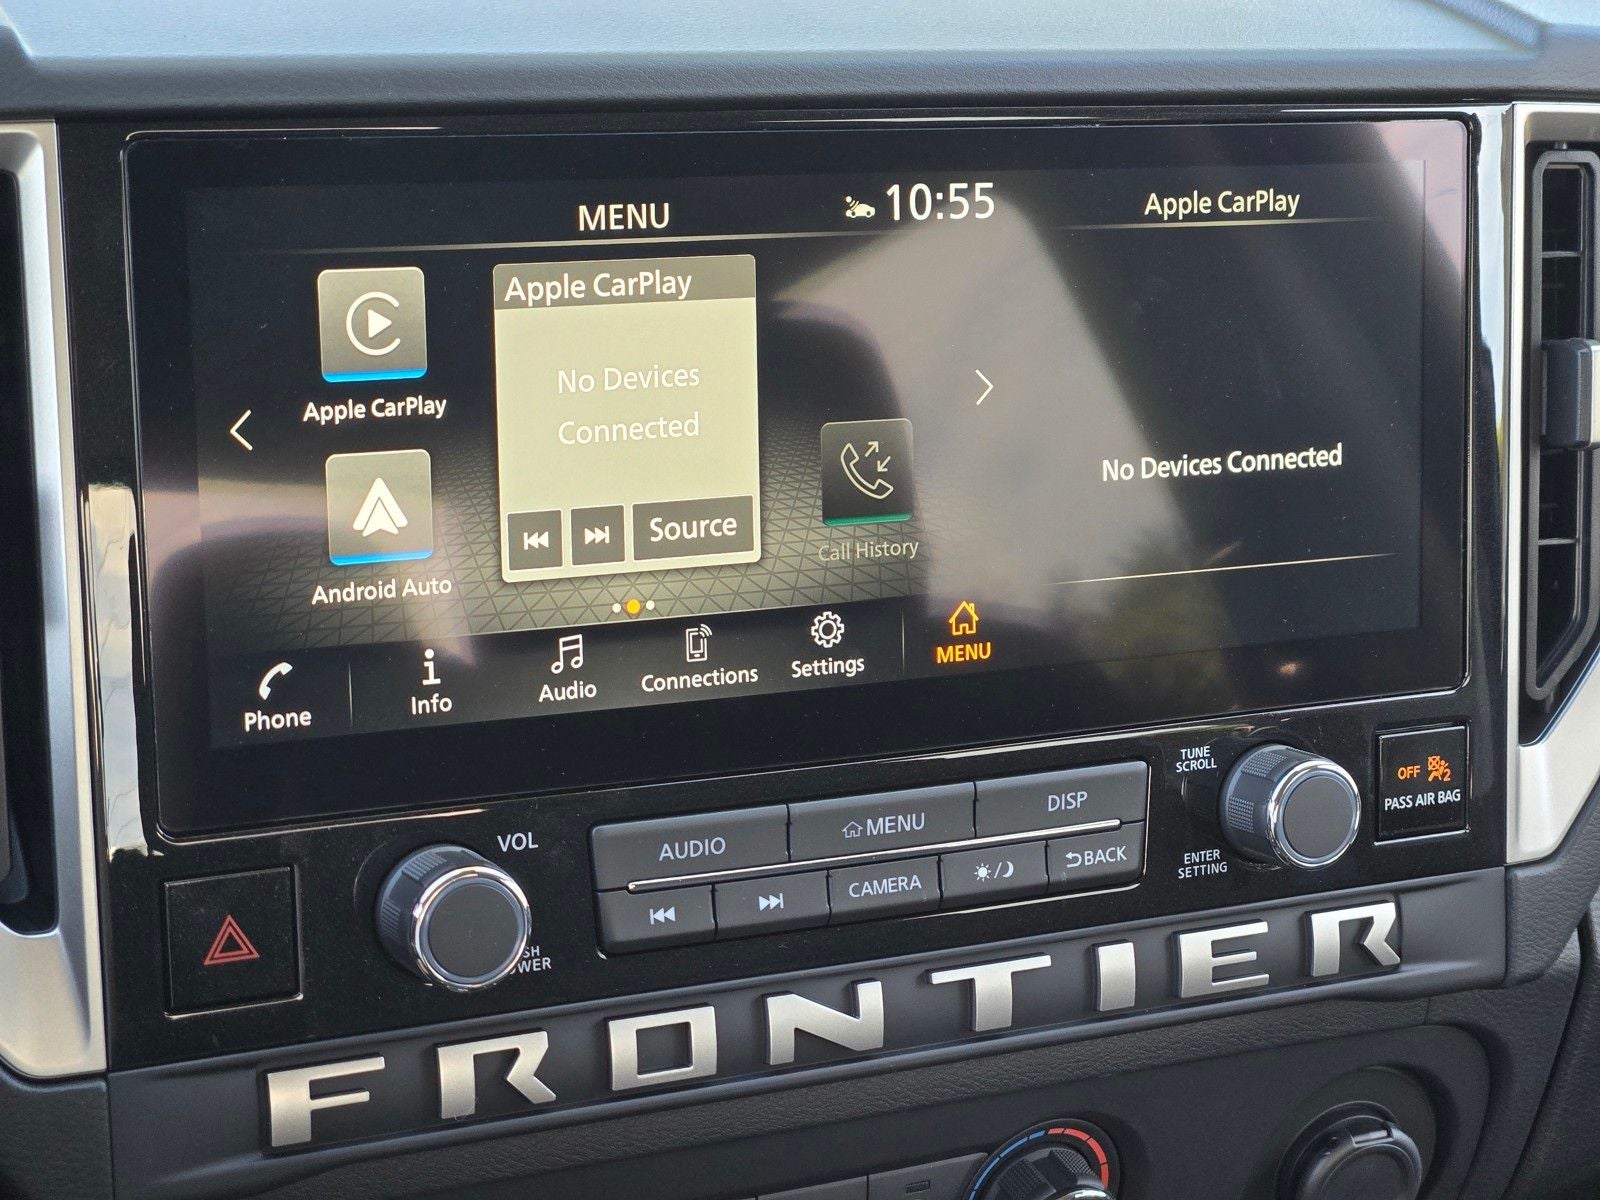 MENU
10:55
Apple CarPlay
Apple CarPlay
Apple CarPlay
No Devices
Connected
Source
Android Auto
Call History
No Devices Connected
Phone
Info
Audio
Connections
Settings
MENU
VOL
AUDIO
MENU
DISP
CAMERA
BACK
TUNE
SCROLL
ENTER
SETTING
OFF 2
PASS AIR BAG
FRONTIER